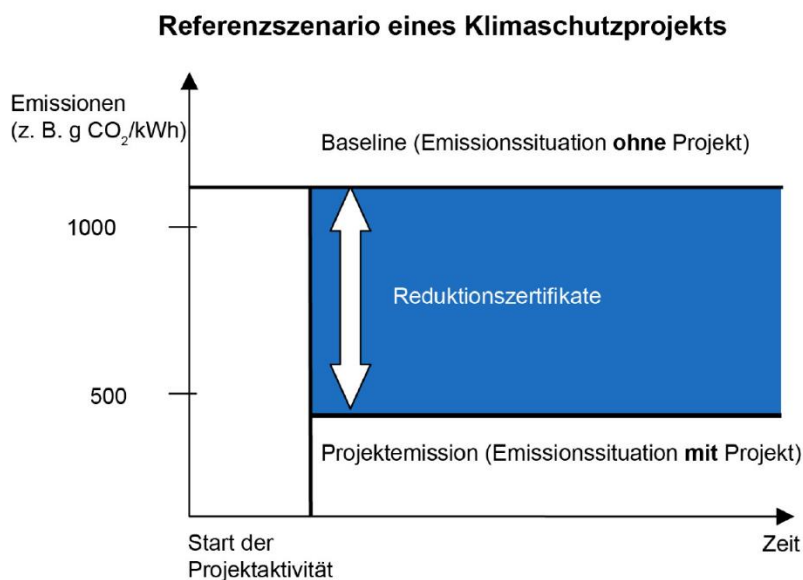 Referenzszenario eines Klimaschutzprojekts
Emissionen
(z. B. g CO₂/kWh)
Baseline (Emissionssituation ohne Projekt)
1000
Reduktionszertifikate
500
Projektemission (Emissionssituation mit Projekt)
Start der
Projektaktivität
Zeit